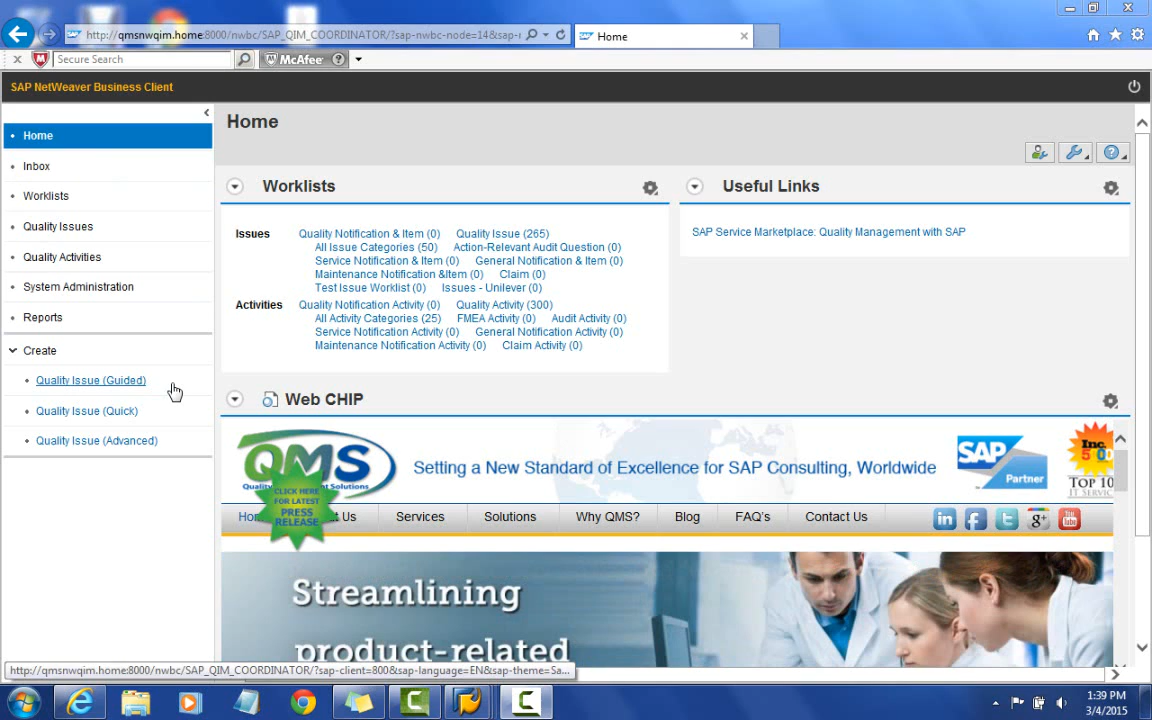 http://qmsnwqim.home:8000/nwbc/SAP_QIM_COORDINATOR/?sap-nwbc-node=14&sap-
Home
Secure Search
McAfee
SAP NetWeaver Business Client
Home
Inbox
Worklists
Quality Issues
Quality Activities
System Administration
Reports
Create
Quality Issue (Guided)
Quality Issue (Quick)
Quality Issue (Advanced)
Home
Worklists
Issues
Quality Notification & Item (0) Quality Issue (265)
All Issue Categories (50) Action-Relevant Audit Question (0)
Service Notification & Item (0) General Notification & Item (0)
Maintenance Notification &Item (0) Claim (0)
Test Issue Worklist (0) Issues - Unilever (0)
Activities
Quality Notification Activity (0) Quality Activity (300)
All Activity Categories (25) FMEA Activity (0) Audit Activity (0)
Service Notification Activity (0) General Notification Activity (0)
Maintenance Notification Activity (0) Claim Activity (0)
Useful Links
SAP Service Marketplace: Quality Management with SAP
Web CHIP
QMS
Setting a New Standard of Excellence for SAP Consulting, Worldwide
SAP
Partner
Inc.
TOP 10
IT SERVIC
CLICK HERE
FOR LATEST
PRESS
RELEASE
Us Services Solutions Why QMS? Blog FAQ's Contact Us
in f t g+ You Tube
Streamlining
product-related
http://qmsnwqim.home:8000/nwbc/SAP_QIM_COORDINATOR/?sap-client=800&sap-language=EN&sap-theme=Sa...
1:39 PM
3/4/2015